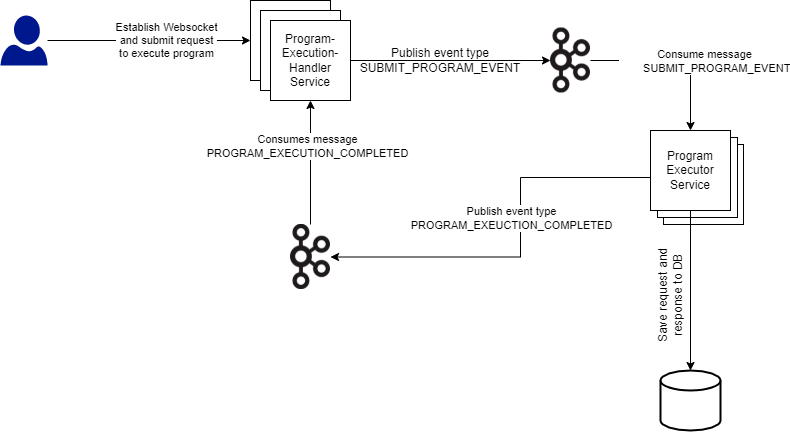 Establish Websocket
and submit request
to execute program
Program-
Execution-
Handler
Service
Publish event type
SUBMIT_PROGRAM_EVENT
Consume message
SUBMIT_PROGRAM_EVENT
Consumes message
PROGRAM_EXECUTION_COMPLETED
Program
Executor
Service
Publish event type
PROGRAM_EXEUCTION_COMPLETED
Save request and
response to DB